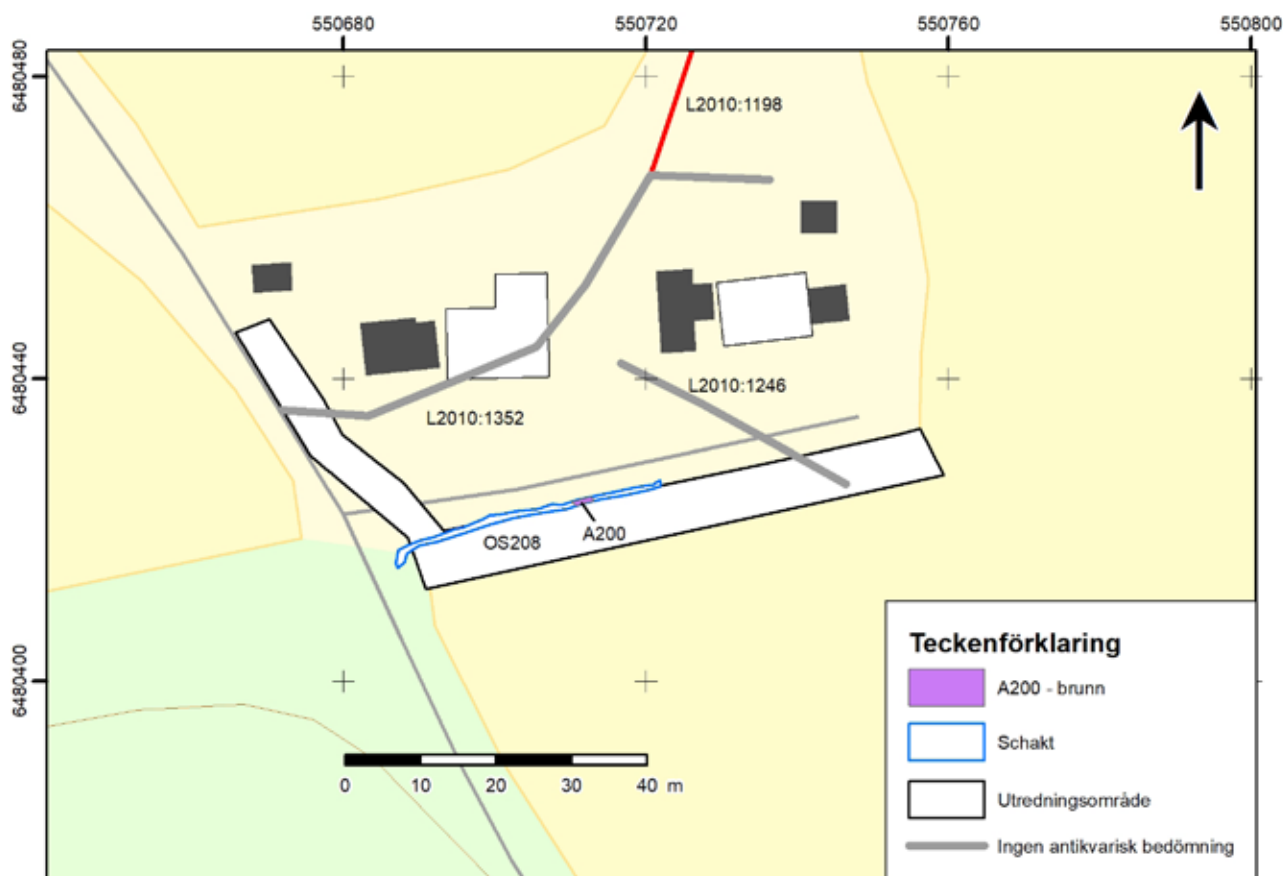 550680
550720
550760
550800
6480480
6480440
6480400
L2010:1198
L2010:1246
L2010:1352
OS208
A200
0 10 20 30 40 m
Teckenförklaring
A200 - brunn
Schakt
Utredningsområde
Ingen antikvarisk bedömning